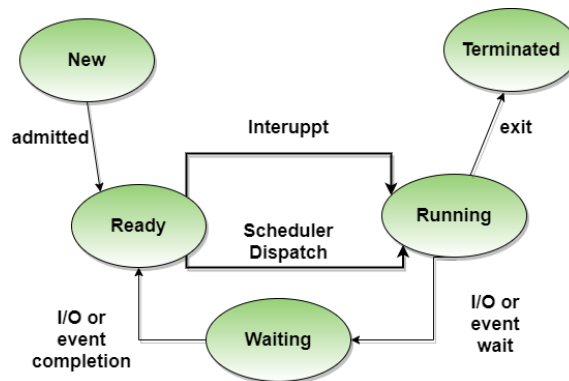 New
Terminated
admitted
Interuppt
exit
Ready
Running
Scheduler
Dispatch
I/O or
event
completion
Waiting
I/O or
event
wait